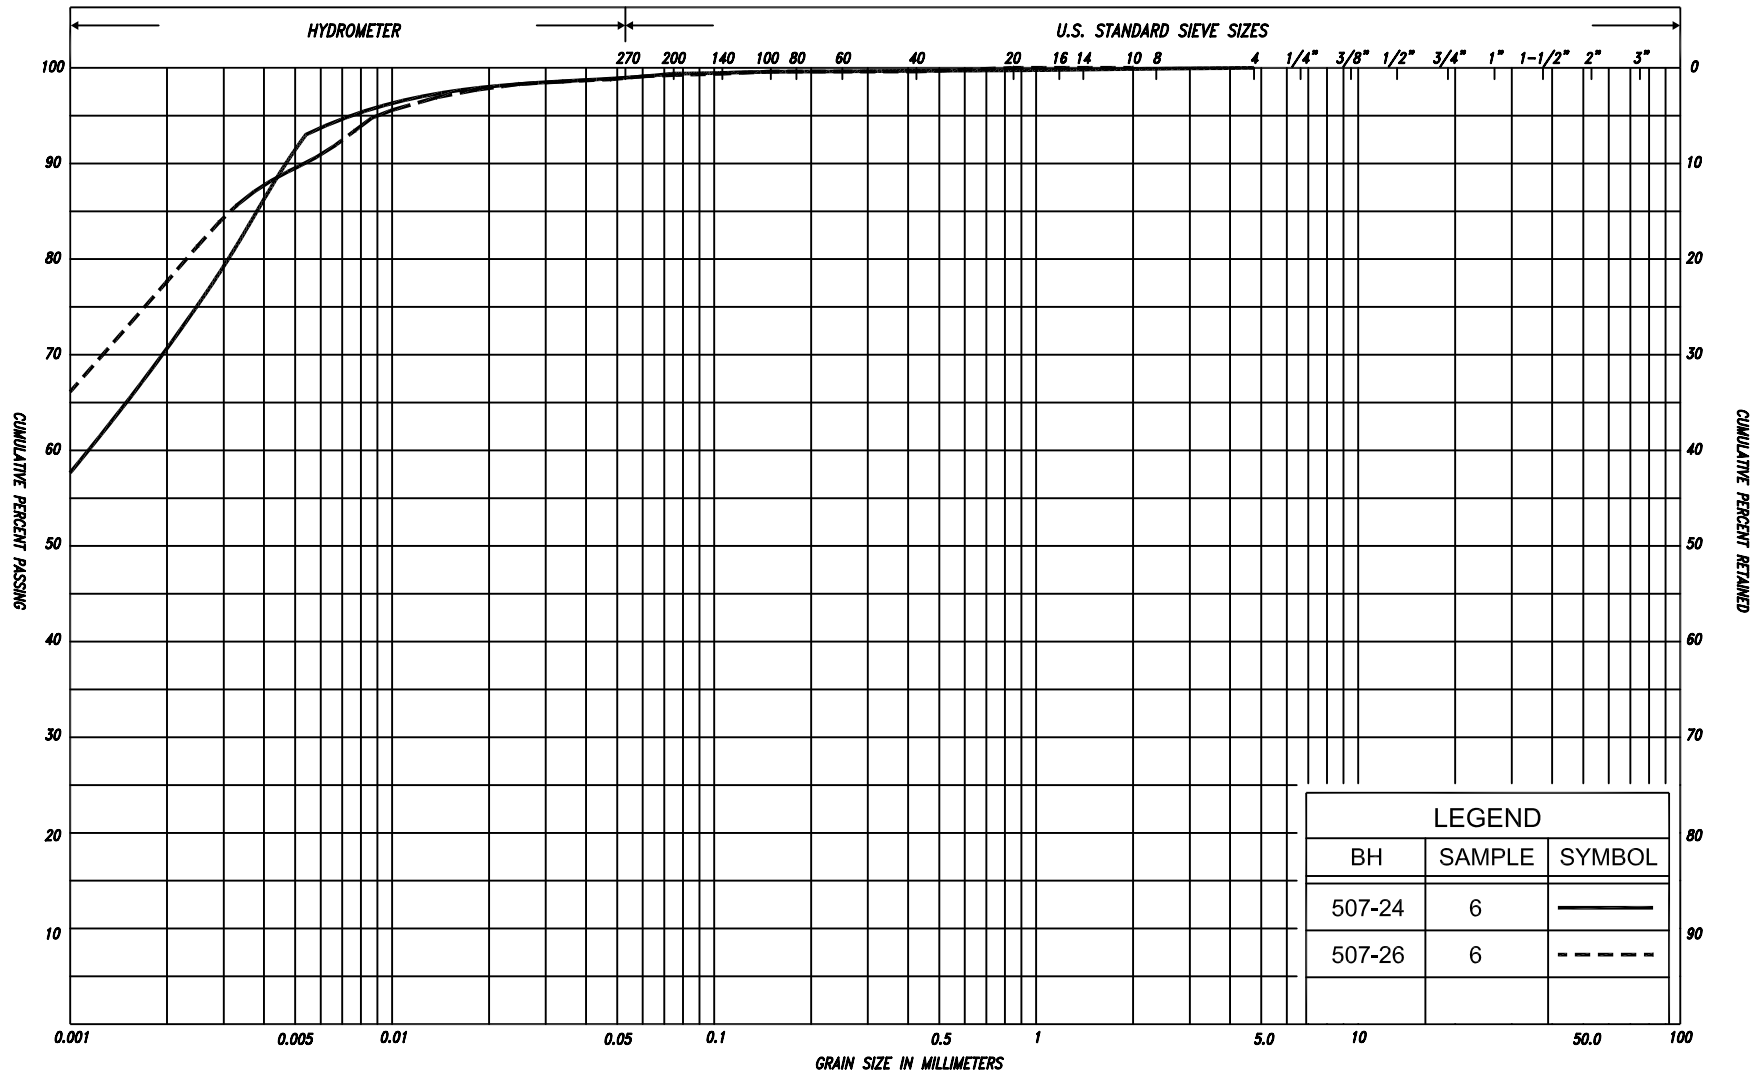 HYDROMETER U.S. STANDARD SIEVE SIZES
270 200 140 100 80 60 40 20 16 14 10 8 4 1/4" 3/8" 1/2" 3/4" 1" 1-1/2" 2" 3"
100 0
90 10
80 20
70 30
60 40
50 50
40 60
30 70
20 80
10 90
CUMULATIVE PERCENT PASSING
CUMULATIVE PERCENT RETAINED
LEGEND
BH SAMPLE SYMBOL
507-24 6
507-26 6
0.001 0.005 0.01 0.05 0.1 0.5 1 5.0 10 50.0 100
GRAIN SIZE IN MILLIMETERS